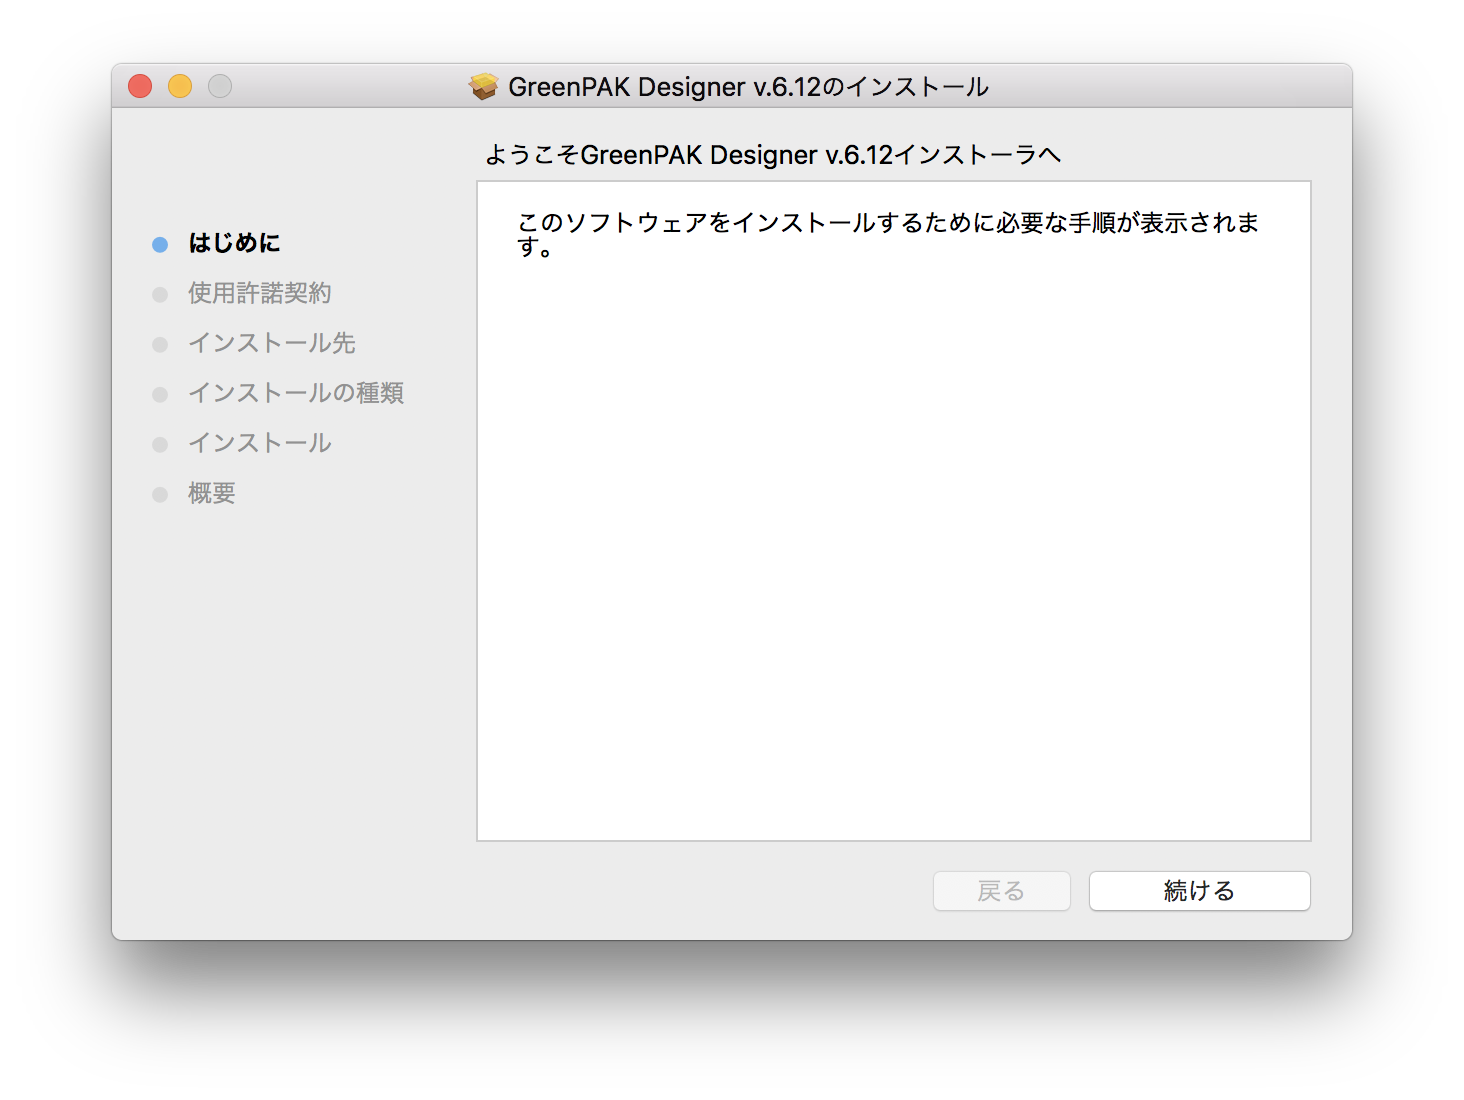 GreenPAK Designer v.6.12のインストール
ようこそGreenPAK Designer v.6.12インストーラへ
はじめに
使用許諾契約
インストール先
インストールの種類
インストール
概要
このソフトウェアをインストールするために必要な手順が表示されま
す。
戻る
続ける